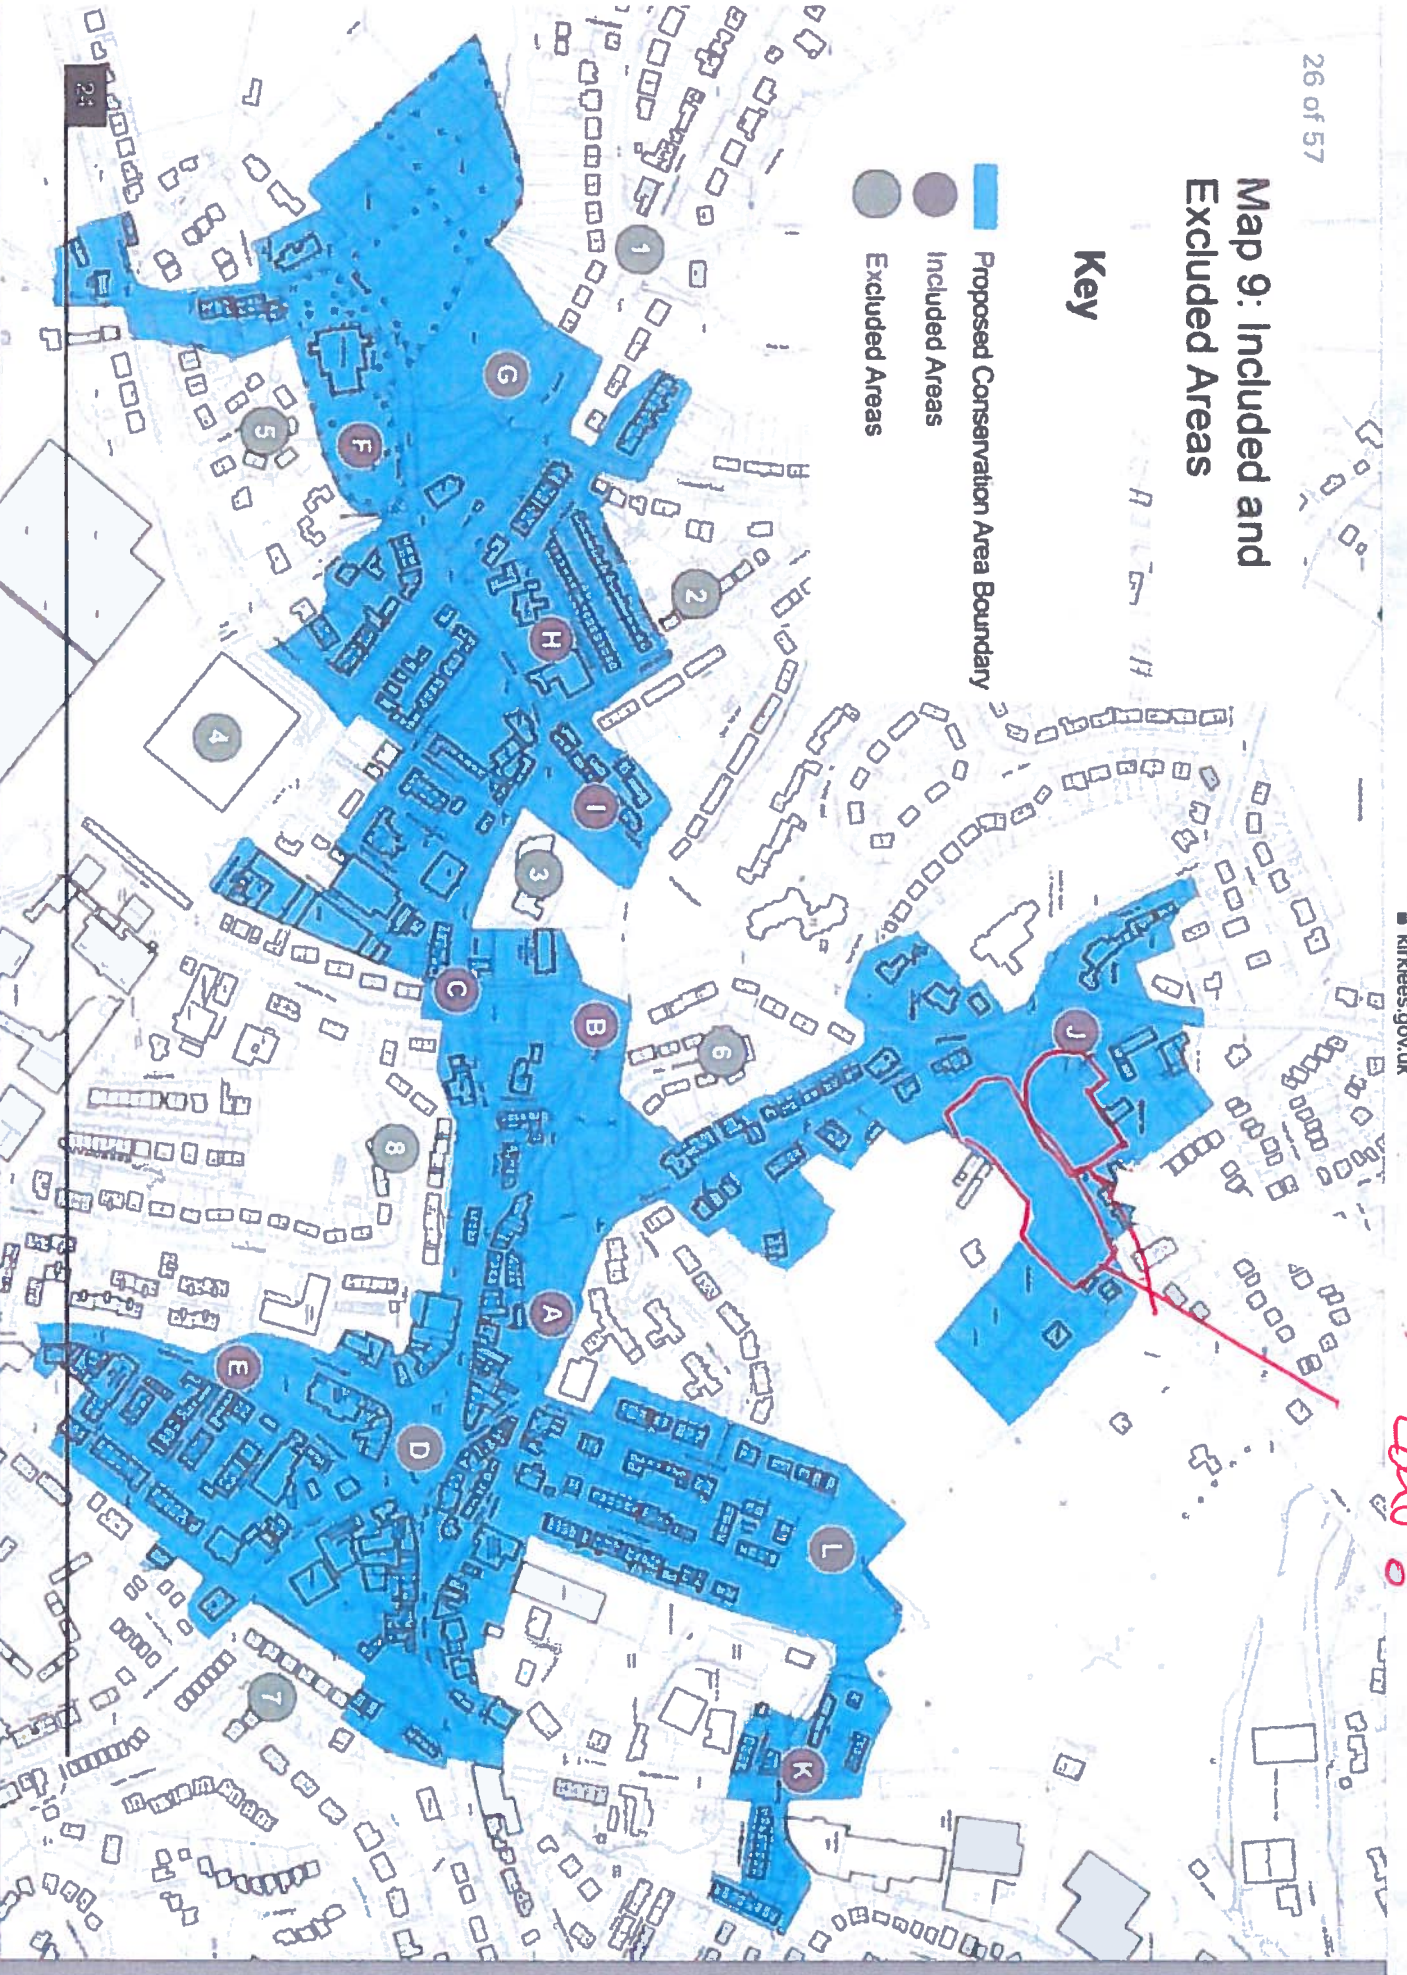 26 of 57
kirklees.gov.uk
Map 9: Included and
Excluded Areas
Key
Proposed Conservation Area Boundary
Included Areas
Excluded Areas
1
2
3
4
5
6
7
8
A
B
C
D
E
F
G
H
I
J
K
L